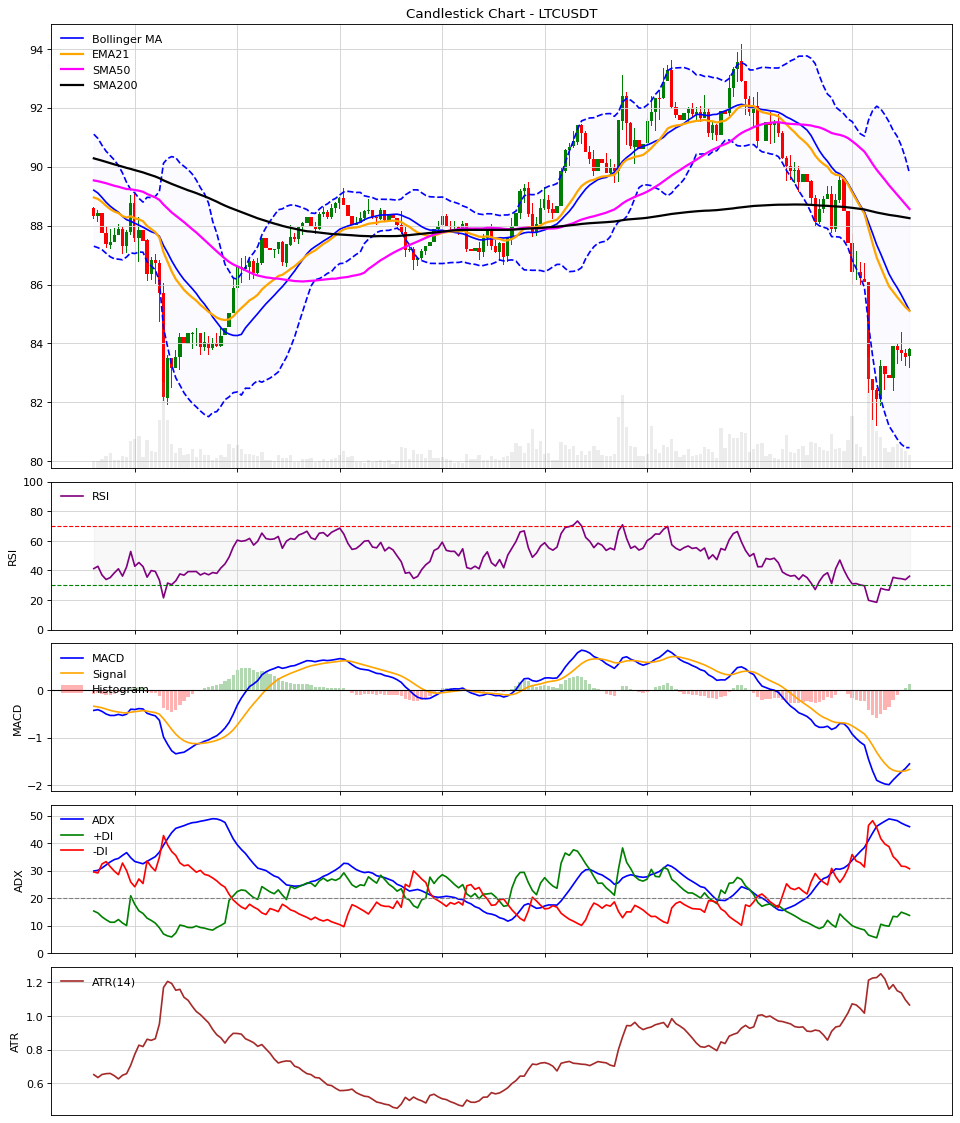 Candlestick Chart - LTCUSDT
Bollinger MA
EMA21
SMA50
SMA200
94
92
90
88
86
84
82
80
RSI
RSI
100
80
60
40
20
0
MACD
Signal
Histogram
MACD
0
−1
−2
ADX
+DI
-DI
ADX
50
40
30
20
10
0
ATR(14)
ATR
1.2
1.0
0.8
0.6